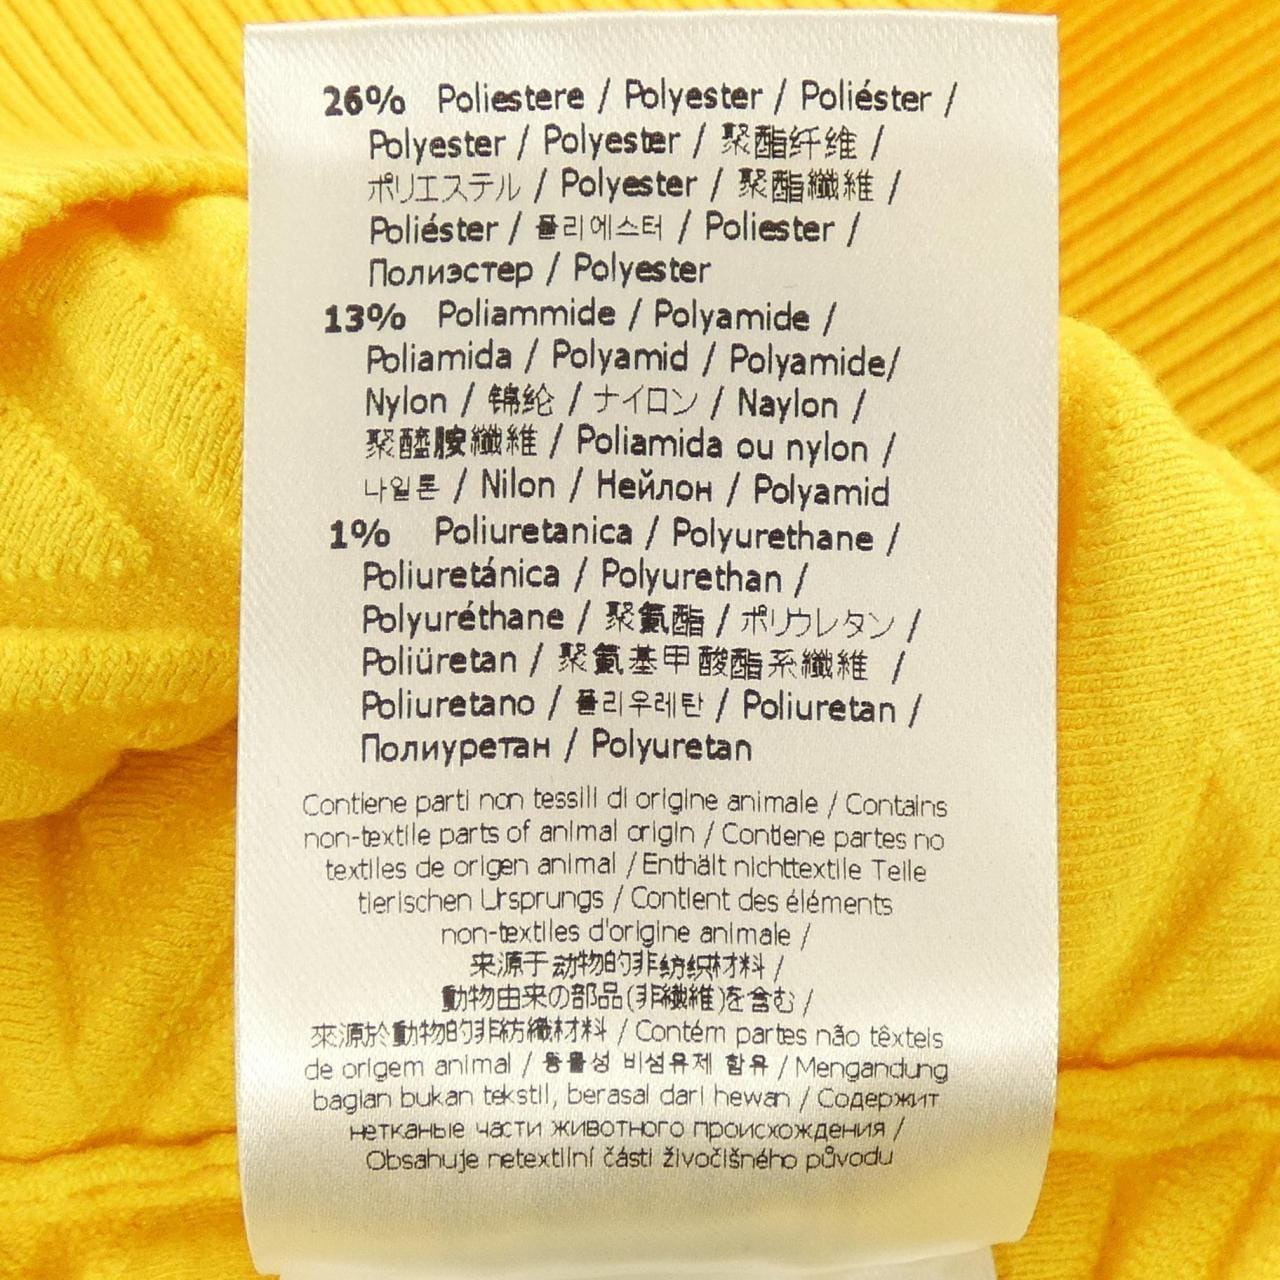 26% Poliestere / Polyester / Poliéster /
Polyester / Polyester / 聚酯纤维 /
ポリエステル / Polyester / 聚酯纖維 /
Poliéster / 폴리에스터 / Poliester /
Полиэстер / Polyester
13% Poliammide / Polyamide /
Poliamida / Polyamid / Polyamide/
Nylon / 锦纶 / ナイロン / Naylon /
聚醯胺纖維 / Poliamida ou nylon /
나일론 / Nilon / Нейлон / Polyamid
1% Poliuretanica / Polyurethane /
Poliuretánica / Polyurethan /
Polyuréthane / 聚氨酯 / ポリウレタン /
Poliüretan / 聚氨基甲酸酯系纖維 /
Poliuretano / 폴리우레탄 / Poliuretan /
Полиуретан / Polyuretan
Contiene parti non tessili di origine animale / Contains
non-textile parts of animal origin / Contiene partes no
textiles de origen animal / Enthält nichttextile Teile
tierischen Ursprungs / Contient des éléments
non-textiles d'origine animale /
来源于动物的非纺织材料 /
動物由来の部品(非繊維)を含む /
來源於動物的非紡織材料 / Contém partes não têxteis
de origem animal / 동물성 비섬유제 함유 / Mengandung
bagian bukan tekstil, berasal dari hewan / Содержит
нетканые части животного происхождения /
Obsahuje netextilní části živočišného původu